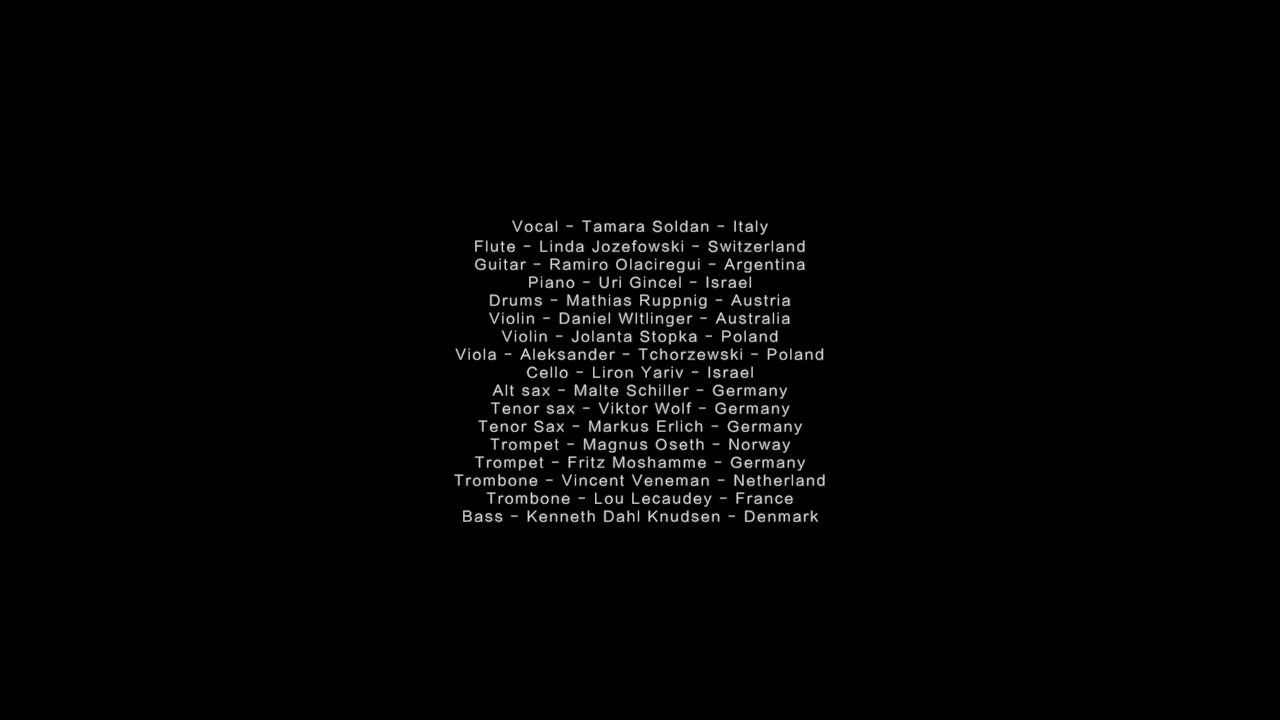 Vocal - Tamara Soldan - Italy
Flute - Linda Jozefowski - Switzerland
Guitar - Ramiro Olaciregui - Argentina
Piano - Uri Gincel - Israel
Drums - Mathias Ruppnig - Austria
Violin - Daniel Wltlinger - Australia
Violin - Jolanta Stopka - Poland
Viola - Aleksander - Tchorzewski - Poland
Cello - Liron Yariv - Israel
Alt sax - Malte Schiller - Germany
Tenor sax - Viktor Wolf - Germany
Tenor Sax - Markus Erlich - Germany
Trompet - Magnus Oseth - Norway
Trompet - Fritz Moshamme - Germany
Trombone - Vincent Veneman - Netherland
Trombone - Lou Lecaudey - France
Bass - Kenneth Dahl Knudsen - Denmark